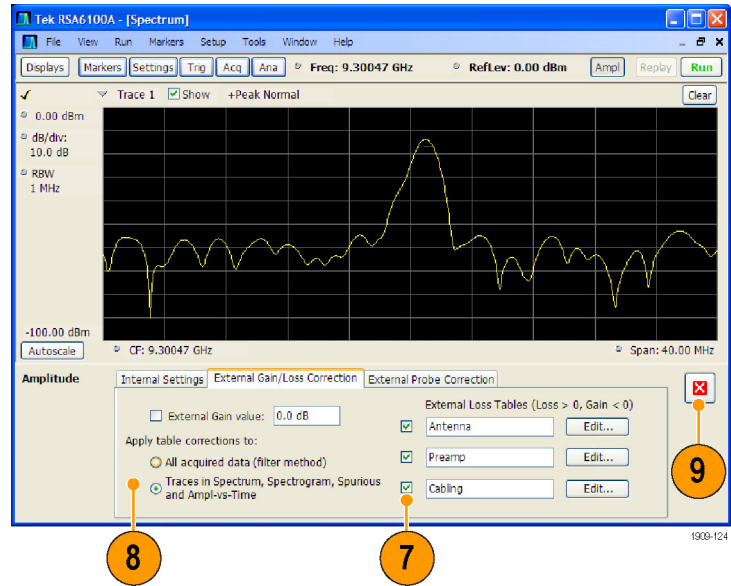 Tek RSA6100A - [Spectrum]
File View Run Markers Setup Tools Window Help
Displays Markers Settings Trig Acq Ana Freq: 9.30047 GHz RefLev: 0.00 dBm Ampl Replay Run
Trace 1 Show +Peak Normal Clear
0.00 dBm
dB/div:
10.0 dB
RBW
1 MHz
-100.00 dBm
Autoscale CF: 9.30047 GHz Span: 40.00 MHz
Amplitude Internal Settings External Gain/Loss Correction External Probe Correction
External Loss Tables (Loss > 0, Gain < 0)
External Gain value: 0.0 dB
Antenna Edit...
Apply table corrections to:
All acquired data (filter method)
Preamp Edit...
Traces in Spectrum, Spectrogram, Spurious
and Ampl-vs-Time
Cabling Edit...
9
8
7
1909-124